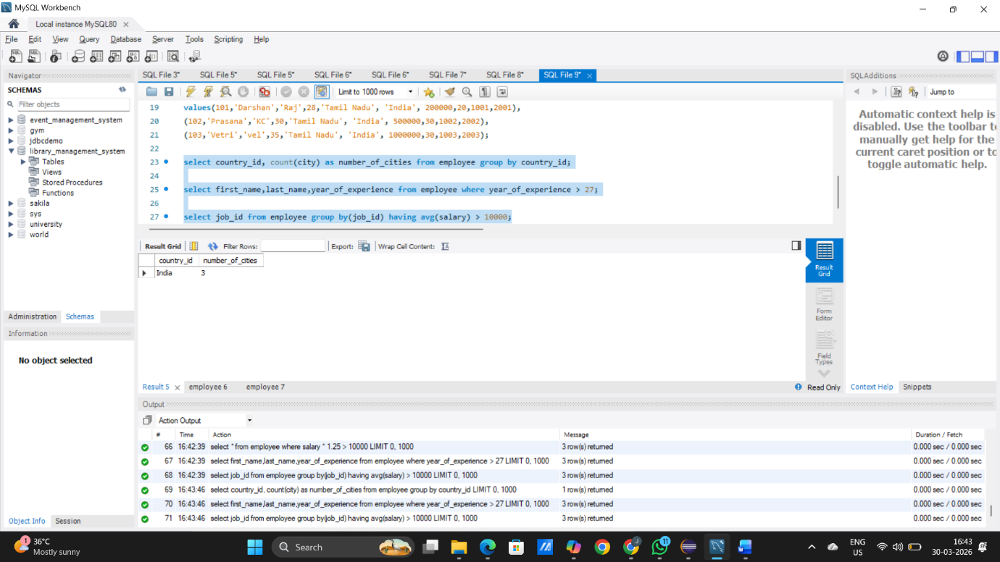 MySQL Workbench
Local instance MySQL80
File Edit View Query Database Server Tools Scripting Help
Navigator
SCHEMAS
Filter objects
event_management_system
gym
jdbcdemo
library_management_system
Tables
Views
Stored Procedures
Functions
sakila
sys
university
world
Administration Schemas
Information
No object selected
Object Info Session
SQL File 3* SQL File 5* SQL File 5* SQL File 6* SQL File 6* SQL File 7* SQL File 8* SQL File 9*
Limit to 1000 rows
19 values(101,'Darshan','Raj',28,'Tamil Nadu', 'India', 200000,20,1001,2001),
20 (102,'Prasana','KC',30,'Tamil Nadu', 'India', 500000,30,1002,2002),
21 (103,'Vetri','vel',35,'Tamil Nadu', 'India', 1000000,30,1003,2003);
22
23 select country_id, count(city) as number_of_cities from employee group by country_id;
24
25 select first_name,last_name,year_of_experience from employee where year_of_experience > 27;
26
27 select job_id from employee group by(job_id) having avg(salary) > 10000;
Result Grid Filter Rows: Export: Wrap Cell Content:
country_id number_of_cities
India 3
Result Grid
Form Editor
Field Types
Result 5 employee 6 employee 7 Read Only
Output
Action Output
# Time Action Message Duration / Fetch
66 16:42:39 select * from employee where salary * 1.25 > 10000 LIMIT 0, 1000 3 row(s) returned 0.000 sec / 0.000 sec
67 16:42:39 select first_name,last_name,year_of_experience from employee where year_of_experience > 27 LIMIT 0, 1000 3 row(s) returned 0.000 sec / 0.000 sec
68 16:42:39 select job_id from employee group by(job_id) having avg(salary) > 10000 LIMIT 0, 1000 3 row(s) returned 0.000 sec / 0.000 sec
69 16:43:46 select country_id, count(city) as number_of_cities from employee group by country_id LIMIT 0, 1000 1 row(s) returned 0.000 sec / 0.000 sec
70 16:43:46 select first_name,last_name,year_of_experience from employee where year_of_experience > 27 LIMIT 0, 1000 3 row(s) returned 0.000 sec / 0.000 sec
71 16:43:46 select job_id from employee group by(job_id) having avg(salary) > 10000 LIMIT 0, 1000 3 row(s) returned 0.000 sec / 0.000 sec
SQLAdditions
Jump to
Automatic context help is
disabled. Use the toolbar to
manually get help for the
current caret position or to
toggle automatic help.
Context Help Snippets
1
36°C
Mostly sunny
Search
11
ENG
US
16:43
30-03-2026